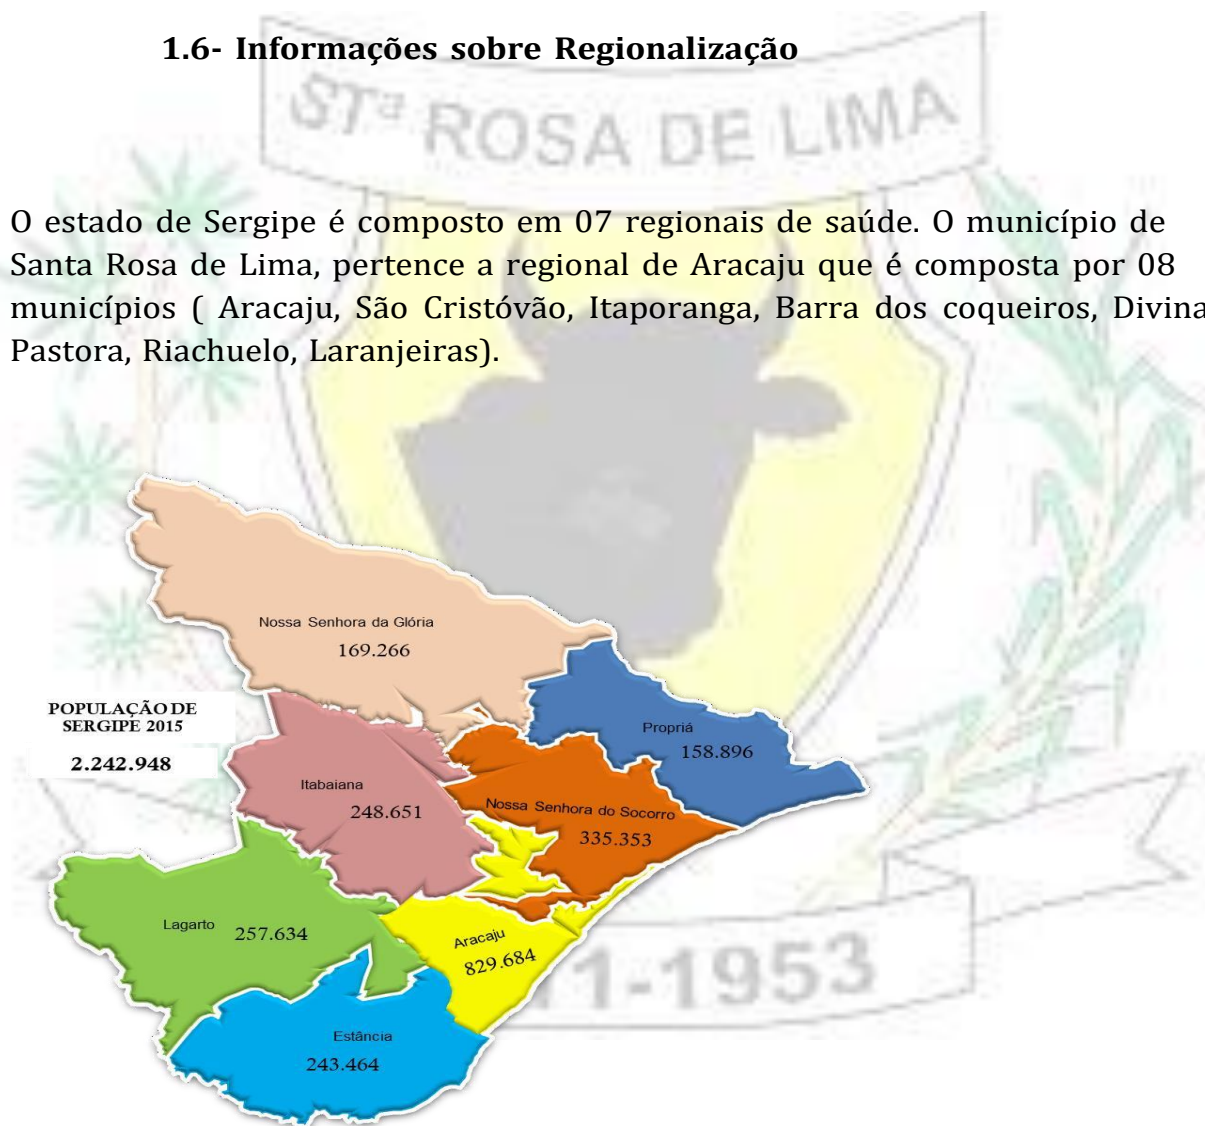 1.6- Informações sobre Regionalização
STª ROSA DE LIMA
O estado de Sergipe é composto em 07 regionais de saúde. O município de
Santa Rosa de Lima, pertence a regional de Aracaju que é composta por 08
municípios ( Aracaju, São Cristóvão, Itaporanga, Barra dos coqueiros, Divina
Pastora, Riachuelo, Laranjeiras).
Nossa Senhora da Glória
169.266
POPULAÇÃO DE
SERGIPE 2015
2.242.948
Propriá
158.896
Itabaiana
248.651
Nossa Senhora do Socorro
335.353
Lagarto
257.634
Aracaju
829.684
Estância
243.464
1-1953